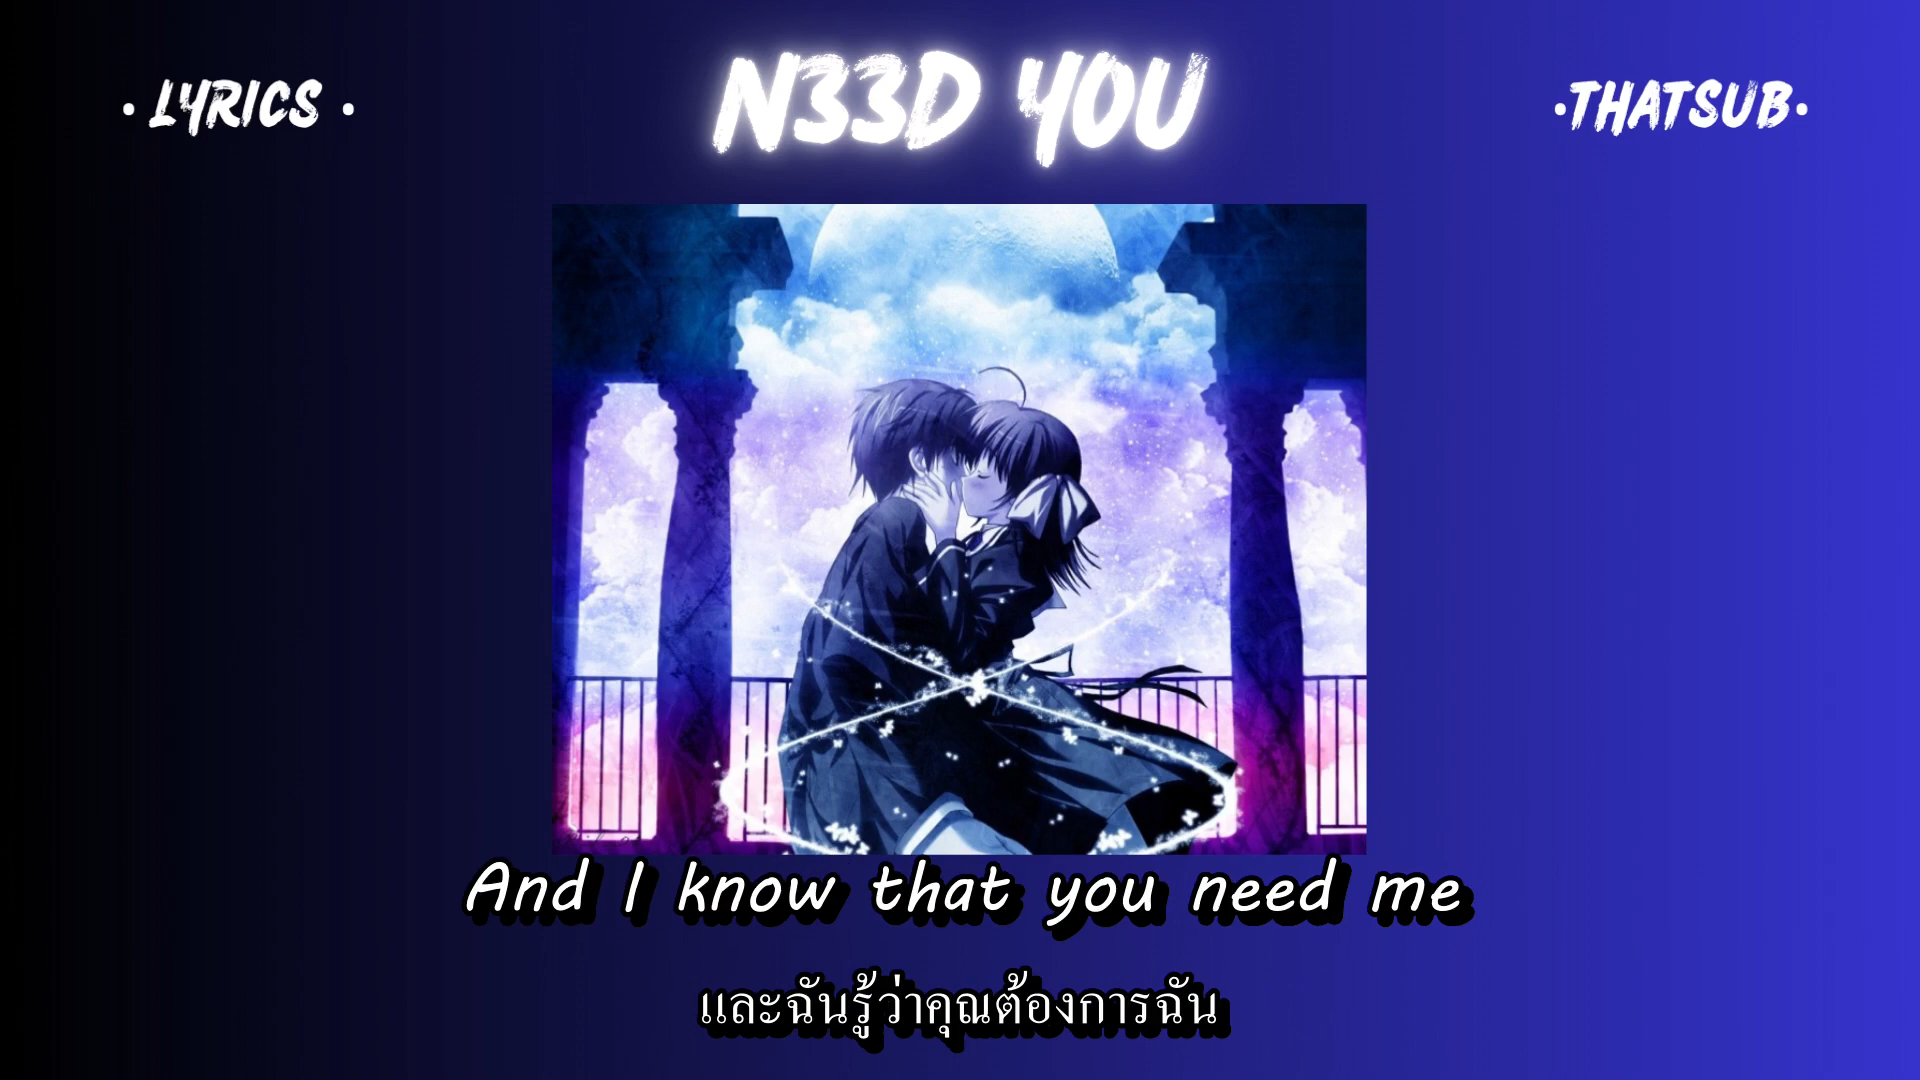 • LYRICS •
N33D YOU
•THATSUB•
And I know that you need me
และฉันรู้ว่าคุณต้องการฉัน